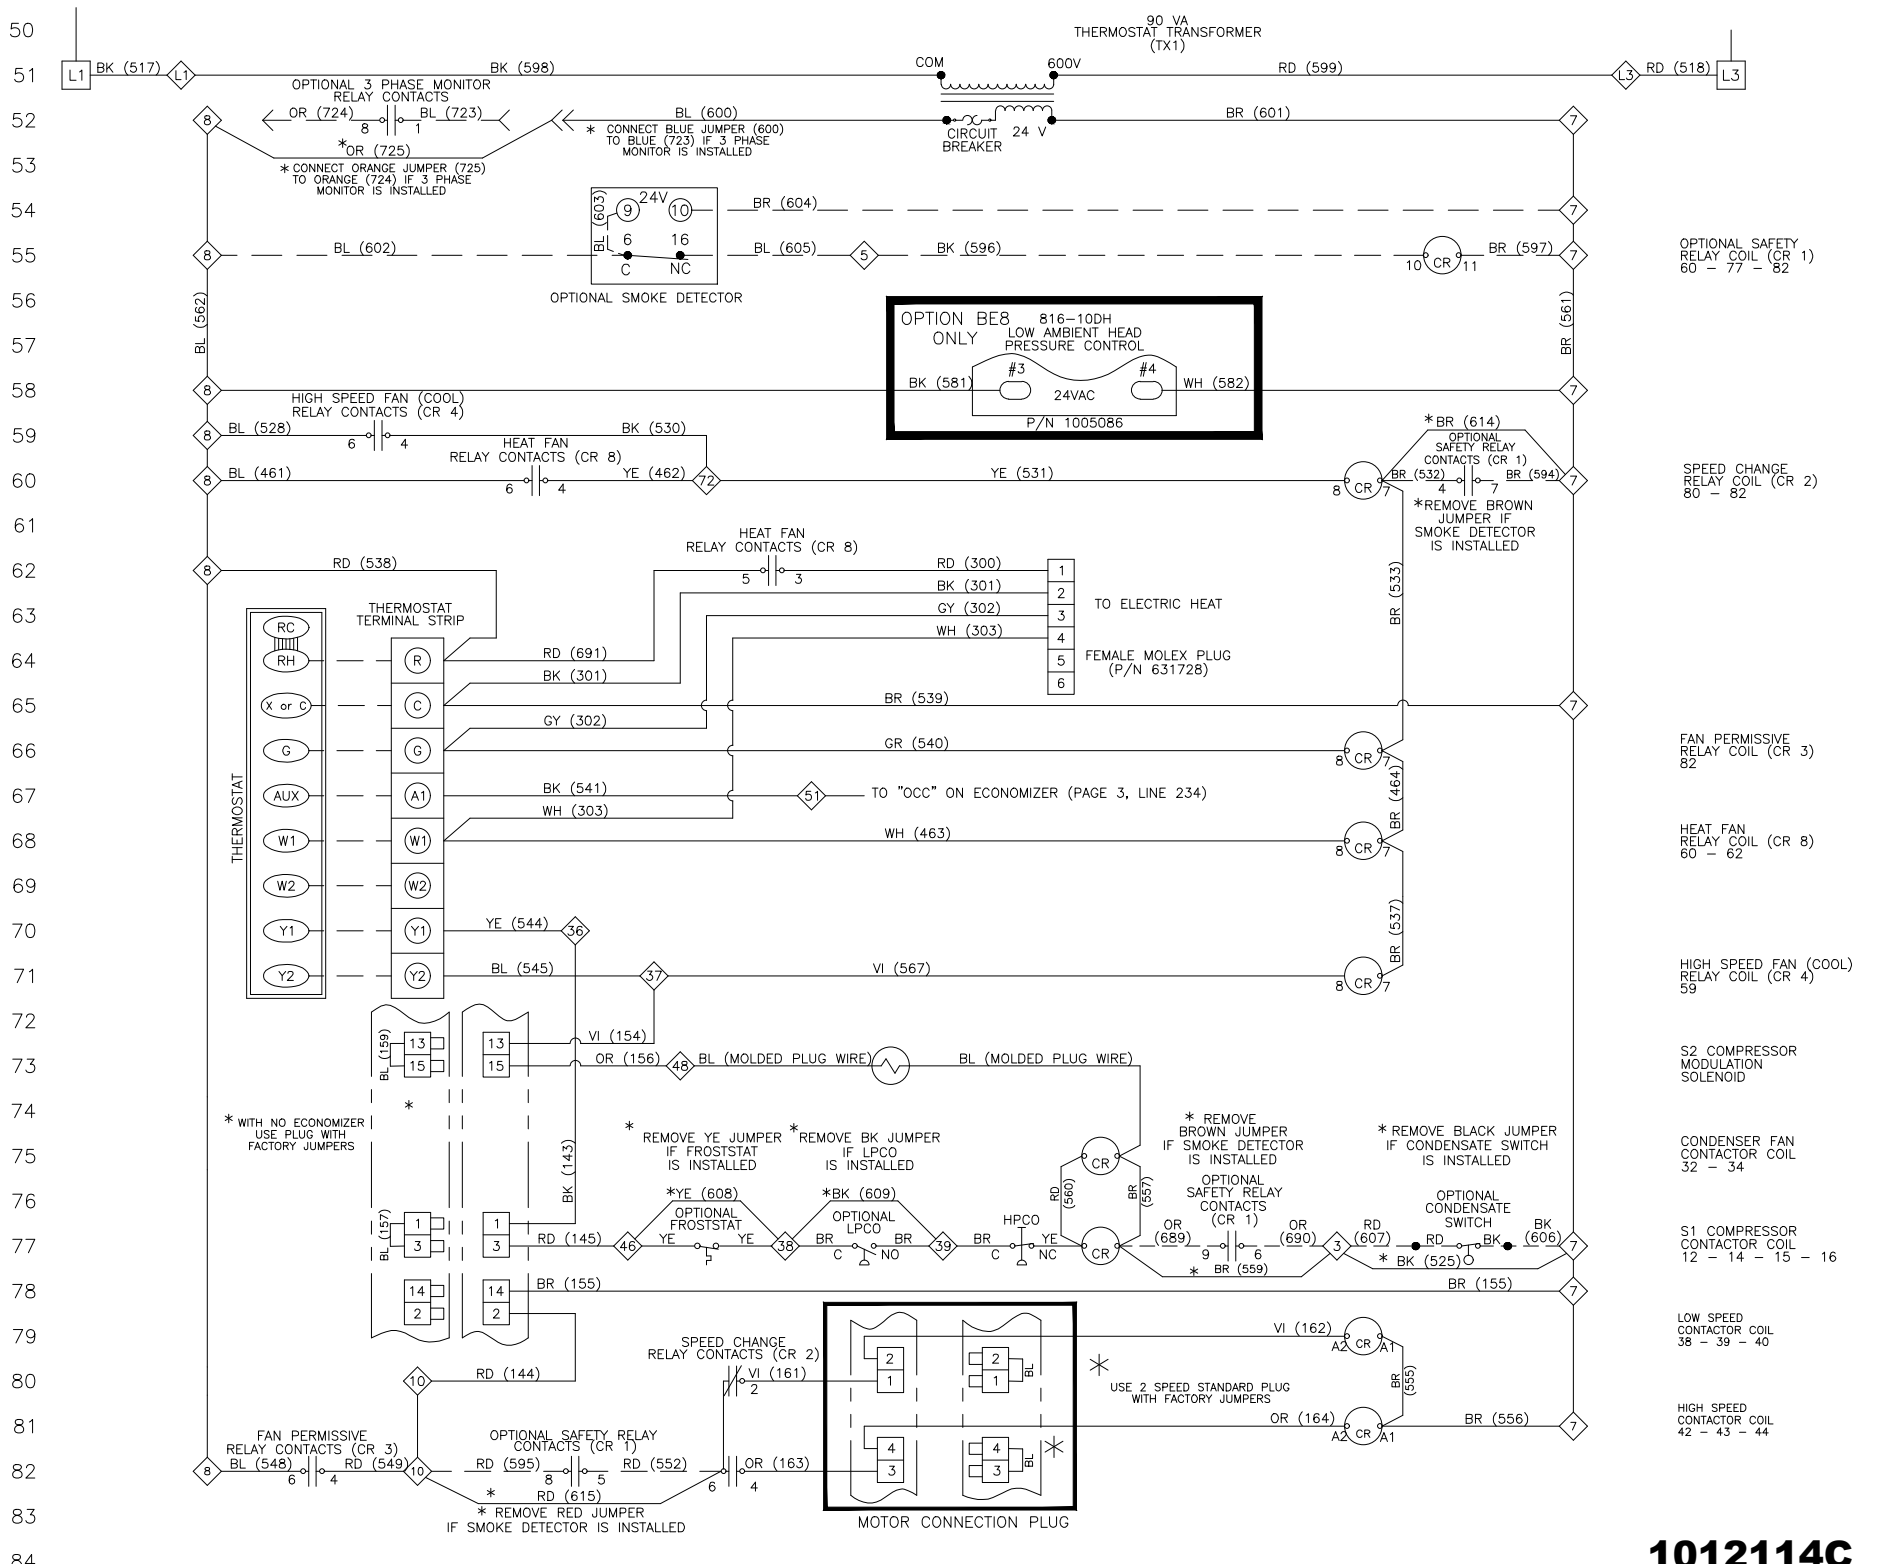 50
90 VA
THERMOSTAT TRANSFORMER
(TX1)
51
L1
BK (517)
L1
BK (598)
COM
600V
RD (599)
L3
RD (518)
L3
OPTIONAL 3 PHASE MONITOR
RELAY CONTACTS
52
8
OR (724)
8
1
BL (723)
BL (600)
* CONNECT BLUE JUMPER (600)
TO BLUE (723) IF 3 PHASE
MONITOR IS INSTALLED
CIRCUIT
BREAKER
24 V
BR (601)
7
53
*OR (725)
* CONNECT ORANGE JUMPER (725)
TO ORANGE (724) IF 3 PHASE
MONITOR IS INSTALLED
54
BL (603)
24V
9
10
BR (604)
7
55
8
BL (602)
6
16
C
NC
BL (605)
5
BK (596)
10
CR
11
BR (597)
7
OPTIONAL SAFETY
RELAY COIL (CR 1)
60 – 77 – 82
OPTIONAL SMOKE DETECTOR
56
BL (562)
BR (561)
57
OPTION BE8
ONLY
816–10DH
LOW AMBIENT HEAD
PRESSURE CONTROL
#3
#4
58
8
BK (581)
24VAC
WH (582)
7
P/N 1005086
HIGH SPEED FAN (COOL)
RELAY CONTACTS (CR 4)
59
8
BL (528)
6
4
BK (530)
HEAT FAN
RELAY CONTACTS (CR 8)
*BR (614)
OPTIONAL
SAFETY RELAY
CONTACTS (CR 1)
60
8
BL (461)
6
4
YE (462)
72
YE (531)
8
CR
7
BR (532)
4
7
BR (594)
7
SPEED CHANGE
RELAY COIL (CR 2)
80 – 82
*REMOVE BROWN
JUMPER IF
SMOKE DETECTOR
IS INSTALLED
61
HEAT FAN
RELAY CONTACTS (CR 8)
62
8
RD (538)
5
3
RD (300)
1
BK (301)
2
BR (533)
63
THERMOSTAT
TERMINAL STRIP
GY (302)
3
TO ELECTRIC HEAT
WH (303)
4
RC
64
RH
R
RD (691)
5
FEMALE MOLEX PLUG
(P/N 631728)
BK (301)
6
65
X or C
C
BR (539)
7
GY (302)
66
G
G
GR (540)
8
CR
7
FAN PERMISSIVE
RELAY COIL (CR 3)
82
THERMOSTAT
67
AUX
A1
BK (541)
51
TO "OCC" ON ECONOMIZER (PAGE 3, LINE 234)
BR (464)
WH (303)
68
W1
W1
WH (463)
8
CR
7
HEAT FAN
RELAY COIL (CR 8)
60 – 62
69
W2
W2
70
Y1
Y1
YE (544)
36
BR (537)
71
Y2
Y2
BL (545)
37
VI (567)
8
CR
7
HIGH SPEED FAN (COOL)
RELAY COIL (CR 4)
59
72
BL (159)
13
13
VI (154)
73
15
15
OR (156)
48
BL (MOLDED PLUG WIRE)
BL (MOLDED PLUG WIRE)
S2 COMPRESSOR
MODULATION
SOLENOID
74
*
* WITH NO ECONOMIZER
USE PLUG WITH
FACTORY JUMPERS
75
BK (143)
* REMOVE YE JUMPER
IF FROSTSTAT
IS INSTALLED
*REMOVE BK JUMPER
IF LPCO
IS INSTALLED
CR
* REMOVE
BROWN JUMPER
IF SMOKE DETECTOR
IS INSTALLED
* REMOVE BLACK JUMPER
IF CONDENSATE SWITCH
IS INSTALLED
CONDENSER FAN
CONTACTOR COIL
32 – 34
76
*YE (608)
OPTIONAL
FROSTSTAT
*BK (609)
OPTIONAL
LPCO
HPCO
RD (560)
BR (557)
OPTIONAL
SAFETY RELAY
CONTACTS
(CR 1)
OPTIONAL
CONDENSATE
SWITCH
BL (157)
1
1
77
3
3
RD (145)
46
YE
YE
38
BR
C
NO
BR
39
BR
C
NC
YE
CR
OR
(689)
9
6
OR
(690)
3
RD
(607)
RD
BK
BK
(606)
7
S1 COMPRESSOR
CONTACTOR COIL
12 – 14 – 15 – 16
* BR (559)
* BK (525)
78
14
14
BR (155)
BR (155)
7
2
2
79
SPEED CHANGE
RELAY CONTACTS (CR 2)
VI (162)
A2
CR
A1
LOW SPEED
CONTACTOR COIL
38 – 39 – 40
2
2
80
10
RD (144)
VI (161)
2
1
1
BL
*
USE 2 SPEED STANDARD PLUG
WITH FACTORY JUMPERS
BR (555)
81
OR (164)
A2
CR
A1
BR (556)
7
HIGH SPEED
CONTACTOR COIL
42 – 43 – 44
FAN PERMISSIVE
RELAY CONTACTS (CR 3)
OPTIONAL SAFETY RELAY
CONTACTS (CR 1)
4
4
*
82
8
BL (548)
6
4
RD (549)
10
RD (595)
8
5
RD (552)
6
4
OR (163)
3
3
BL
* RD (615)
83
* REMOVE RED JUMPER
IF SMOKE DETECTOR IS INSTALLED
MOTOR CONNECTION PLUG
84
1012114C